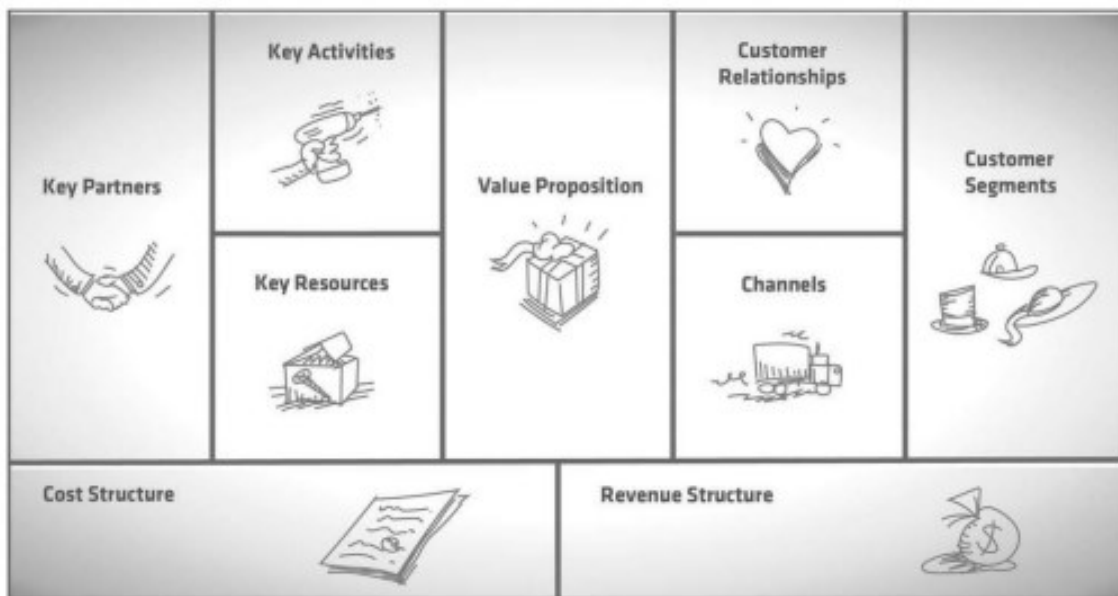 Key Partners
Key Activities
Key Resources
Value Proposition
Customer
Relationships
Channels
Customer
Segments
Cost Structure
Revenue Structure
$